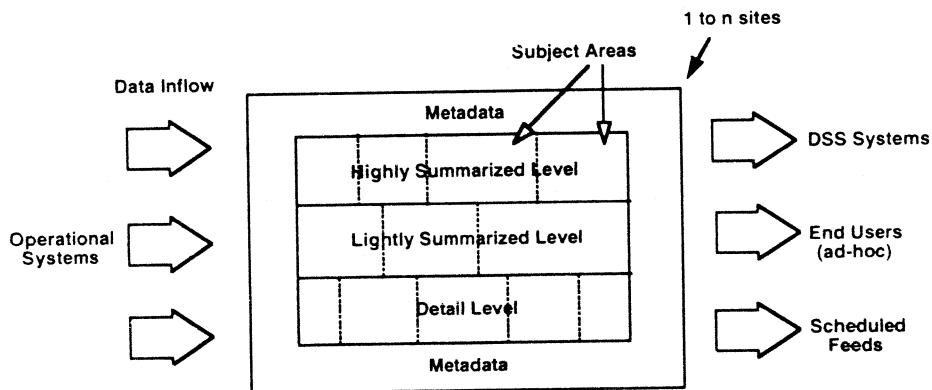 1 to n sites
Subject Areas
Data Inflow
Metadata
DSS Systems
Highly Summarized Level
Operational
Systems
Lightly Summarized Level
End Users
(ad-hoc)
Detail Level
Scheduled
Feeds
Metadata